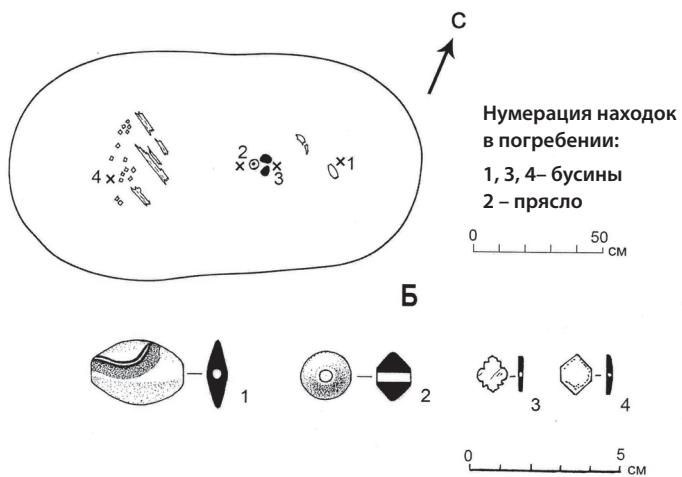 С
Нумерация находок
в погребении:
1, 3, 4– бусины
2 – прясло
2
1
3
4
0 50
см
Б
1
2
3
4
0 5
см